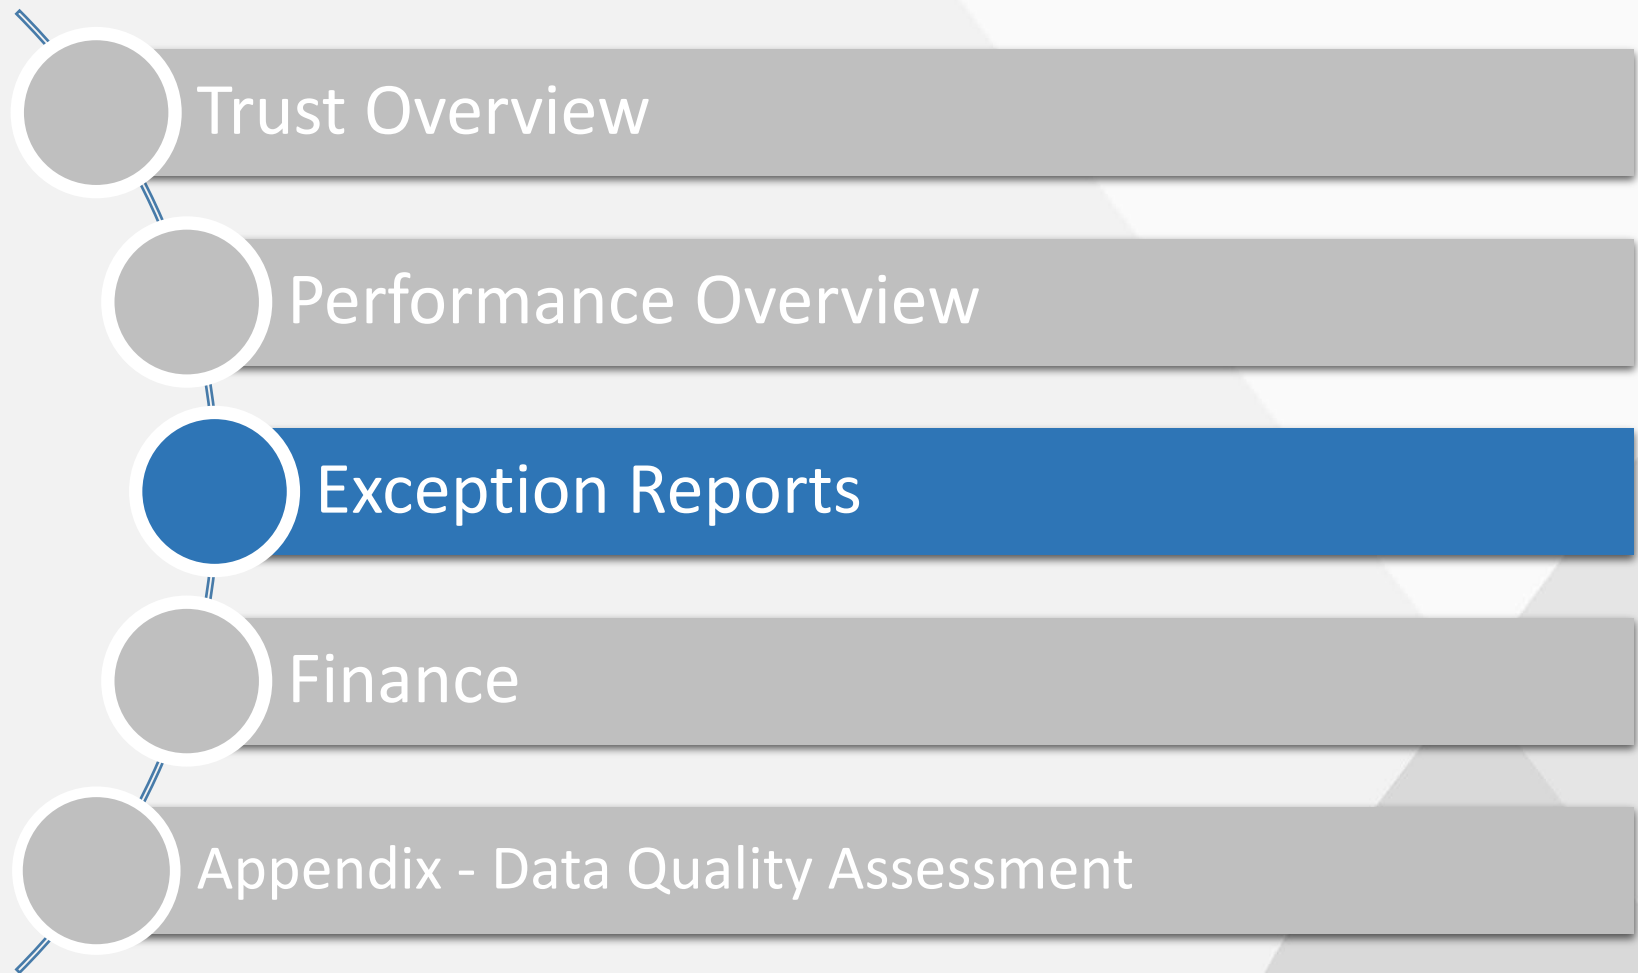 Trust Overview
Performance Overview
Exception Reports
Finance
Appendix - Data Quality Assessment